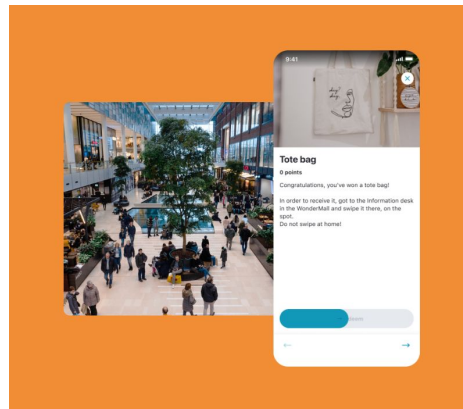 9:41
Tote bag
0 points
Congratulations, you've won a tote bag!
In order to receive it, got to the Information desk
in the WonderMall and swipe it there, on the
spot.
Do not swipe at home!